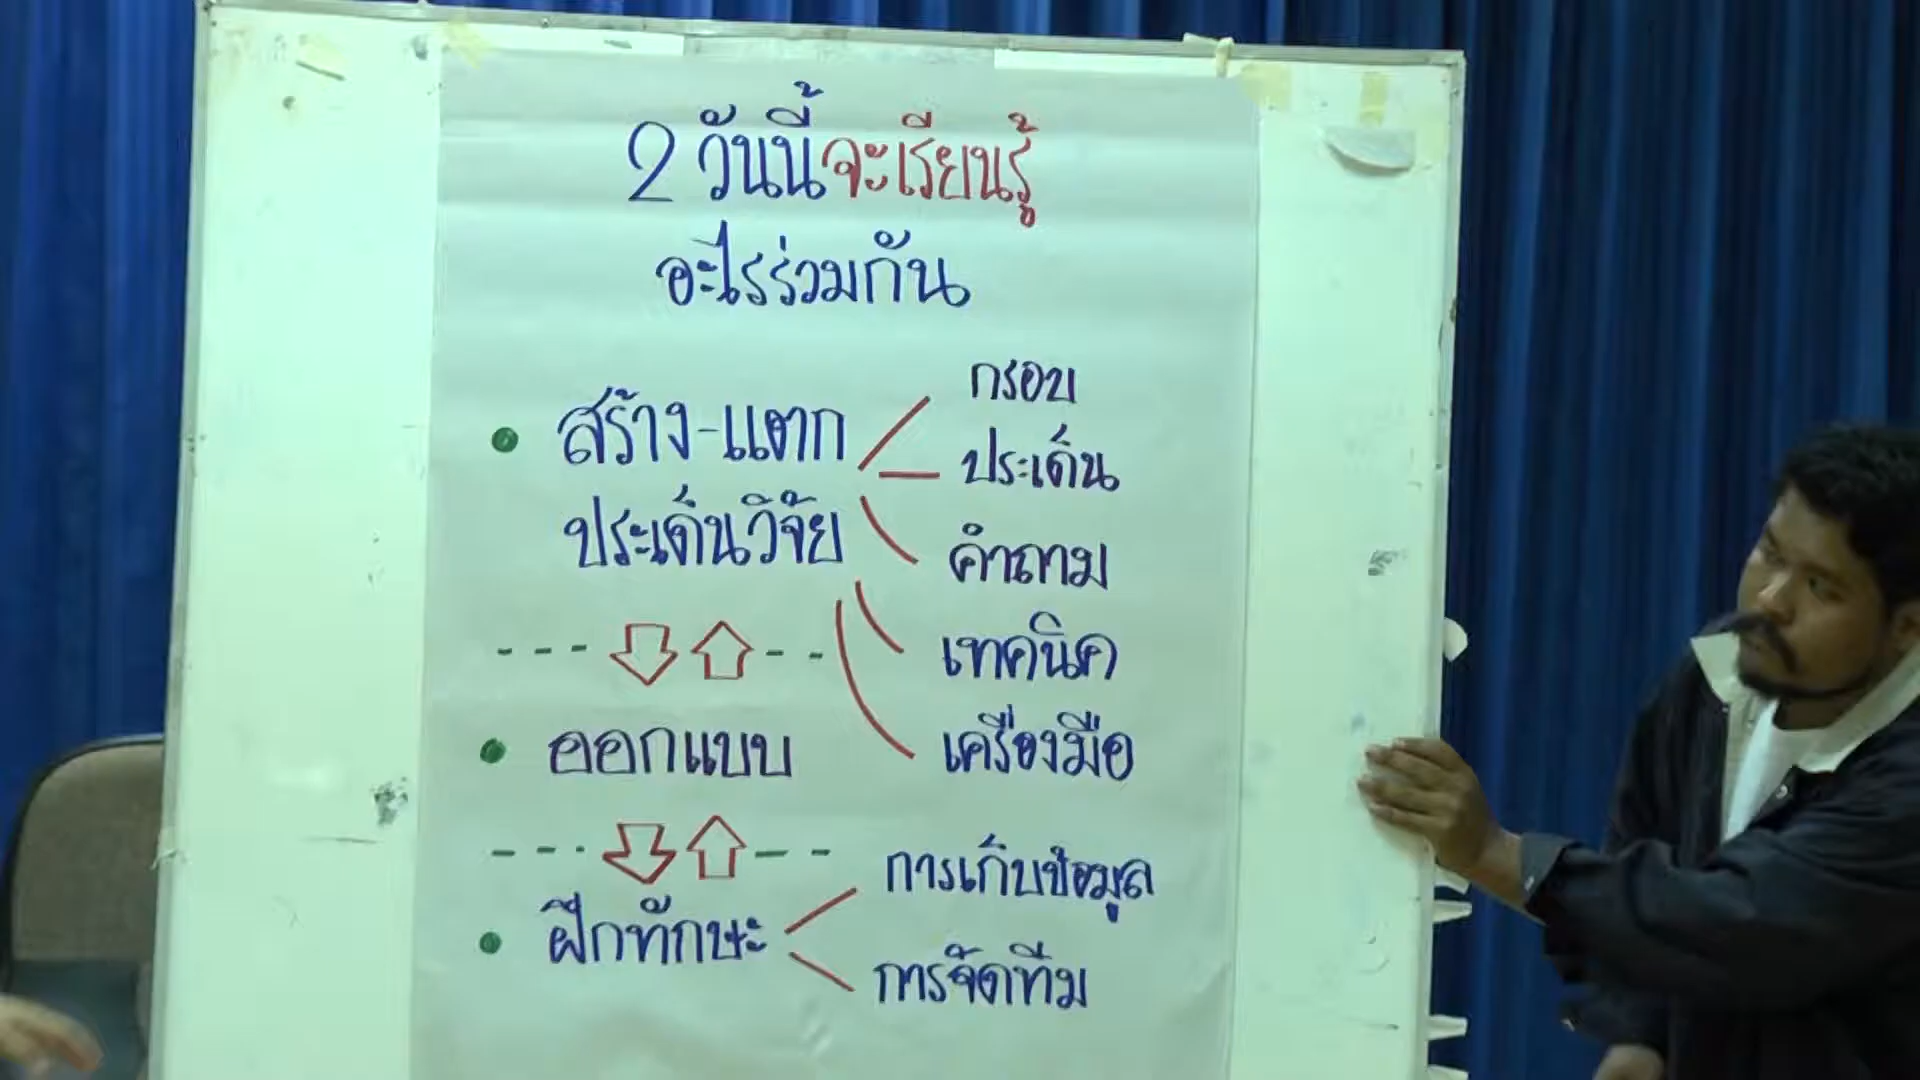 2 วันนี้จะเรียนรู้
อะไรร่วมกัน
สร้าง-แตก
ประเด็นวิจัย
กรอบ
ประเด็น
คำถาม
เทคนิค
เครื่องมือ
ออกแบบ
ฝึกทักษะ
การเก็บข้อมูล
การจัดทีม